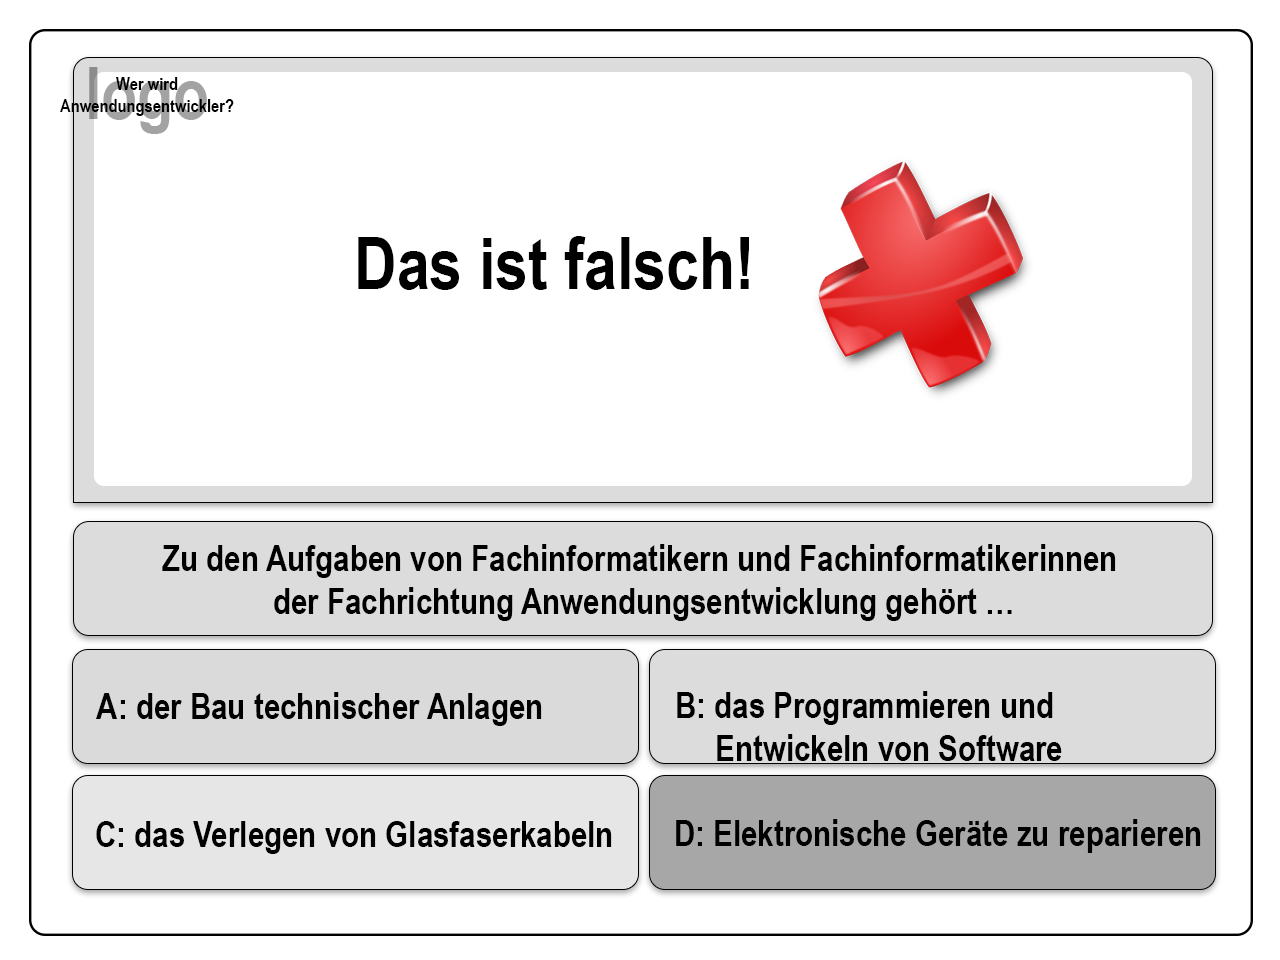 logo
Wer wird
Anwendungsentwickler?
Das ist falsch!
Zu den Aufgaben von Fachinformatikern und Fachinformatikerinnen
der Fachrichtung Anwendungsentwicklung gehört …
A: der Bau technischer Anlagen
B: das Programmieren und
Entwickeln von Software
C: das Verlegen von Glasfaserkabeln
D: Elektronische Geräte zu reparieren